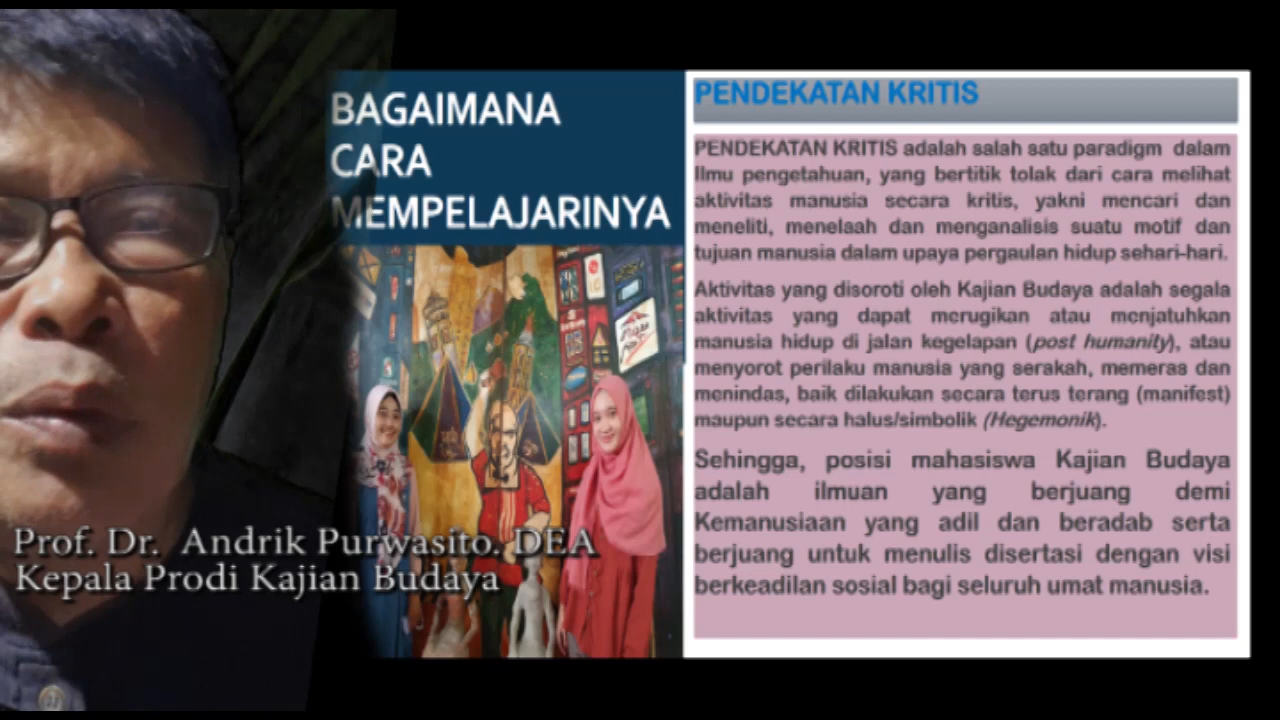 BAGAIMANA
CARA
MEMPELAJARINYA
PENDEKATAN KRITIS
PENDEKATAN KRITIS adalah salah satu paradigm dalam
Ilmu pengetahuan, yang bertitik tolak dari cara melihat
aktivitas manusia secara kritis, yakni mencari dan
meneliti, menelaah dan menganalisis suatu motif dan
tujuan manusia dalam upaya pergaulan hidup sehari-hari.
Aktivitas yang disoroti oleh Kajian Budaya adalah segala
aktivitas yang dapat merugikan atau menjatuhkan
manusia hidup di jalan kegelapan (post humanity), atau
menyorot perilaku manusia yang serakah, memeras dan
menindas, baik dilakukan secara terus terang (manifest)
maupun secara halus/simbolik (Hegemonik).
Sehingga, posisi mahasiswa Kajian Budaya
adalah ilmuan yang berjuang demi
Kemanusiaan yang adil dan beradab serta
berjuang untuk menulis disertasi dengan visi
berkeadilan sosial bagi seluruh umat manusia.
Prof. Dr. Andrik Purwasito. DEA
Kepala Prodi Kajian Budaya